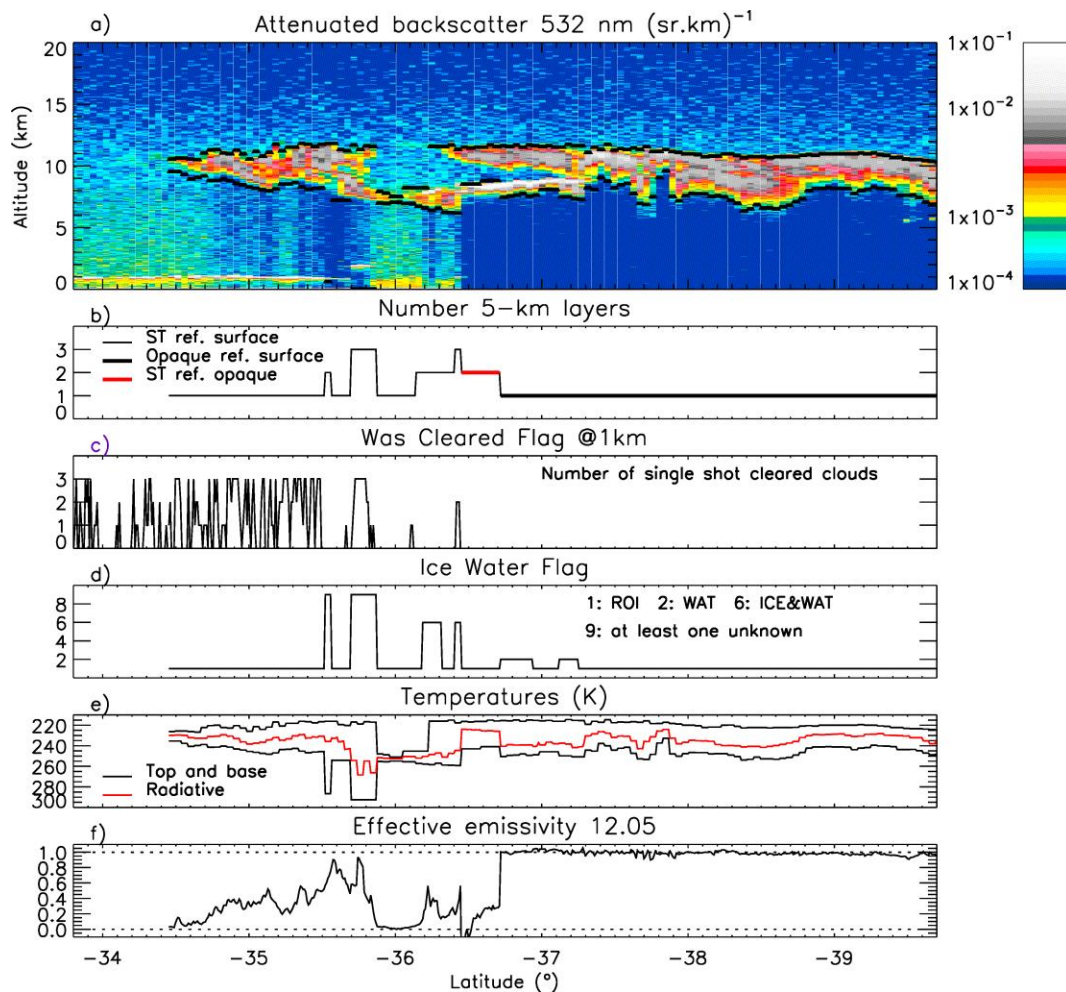 a) Attenuated backscatter 532 nm (sr.km)⁻¹
20
15
10
5
0
Altitude (km)
1x10⁻¹
1x10⁻²
1x10⁻³
1x10⁻⁴
b) Number 5-km layers
3
2
1
0
ST ref. surface
Opaque ref. surface
ST ref. opaque
c) Was Cleared Flag @1km
3
2
1
0
Number of single shot cleared clouds
d) Ice Water Flag
8
6
4
2
1: ROI 2: WAT 6: ICE&WAT
9: at least one unknown
e) Temperatures (K)
220
240
260
280
300
Top and base
Radiative
f) Effective emissivity 12.05
1.0
0.8
0.6
0.4
0.2
0.0
-34 -35 -36 -37 -38 -39
Latitude (°)